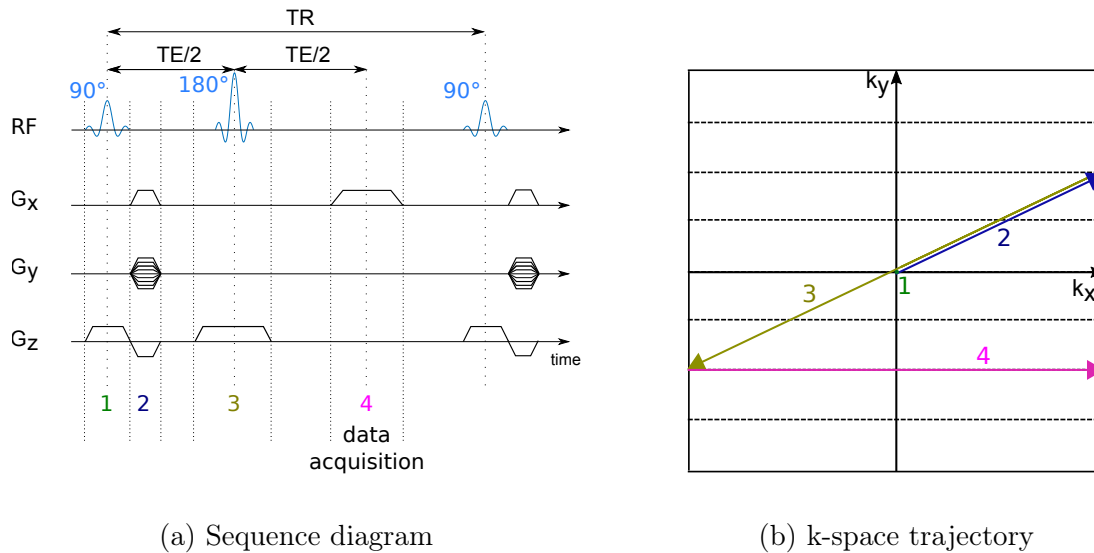 TR
TE/2 TE/2
90° 180° 90°
RF
Gx
Gy
Gz
time
1 2 3 4
data
acquisition
(a) Sequence diagram
ky
2
1
kx
3
4
(b) k-space trajectory